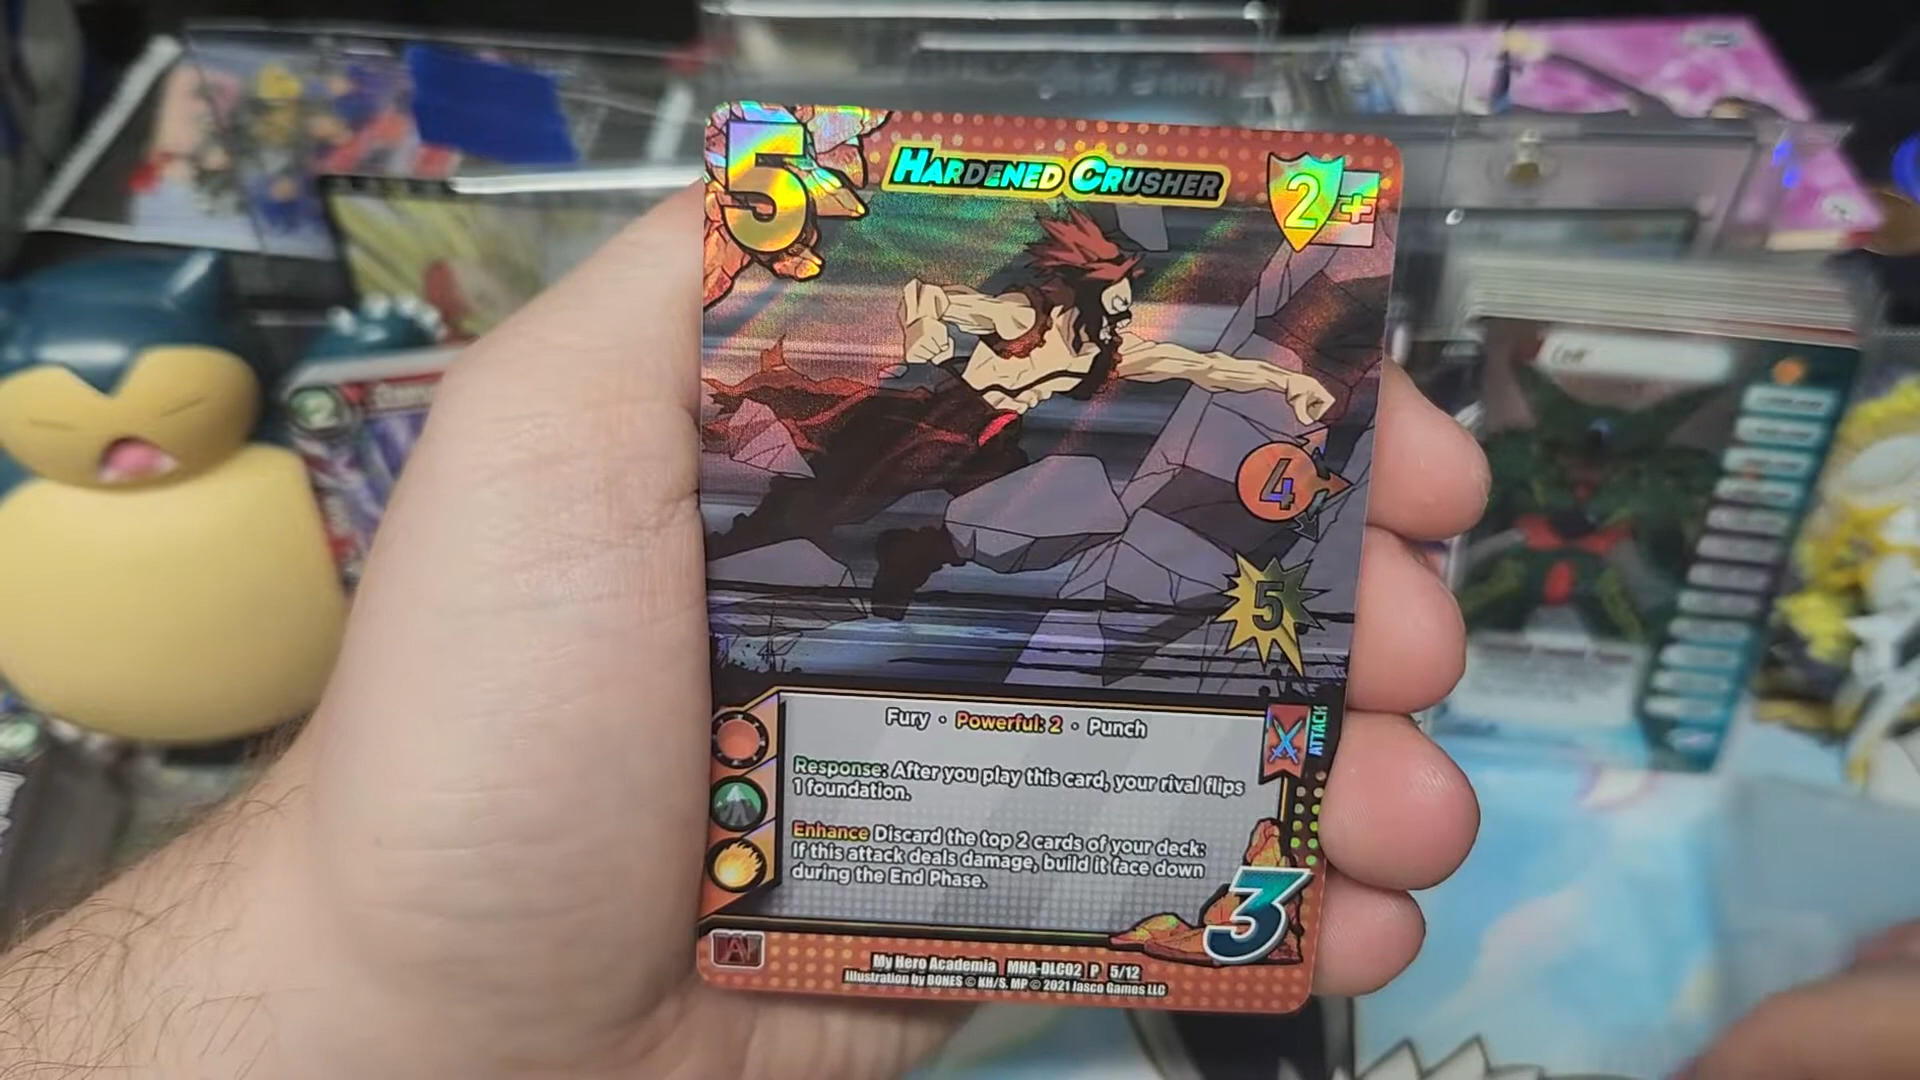 5
HARDENED CRUSHER
2+
4
5
Fury • Powerful: 2 • Punch
ATTACK
Response: After you play this card, your rival flips
1 foundation.
Enhance Discard the top 2 cards of your deck:
If this attack deals damage, build it face down
during the End Phase.
3
My Hero Academia MHA-DLC02 P 5/12
Illustration by BONES © KH/S. MP © 2021 Jasco Games LLC